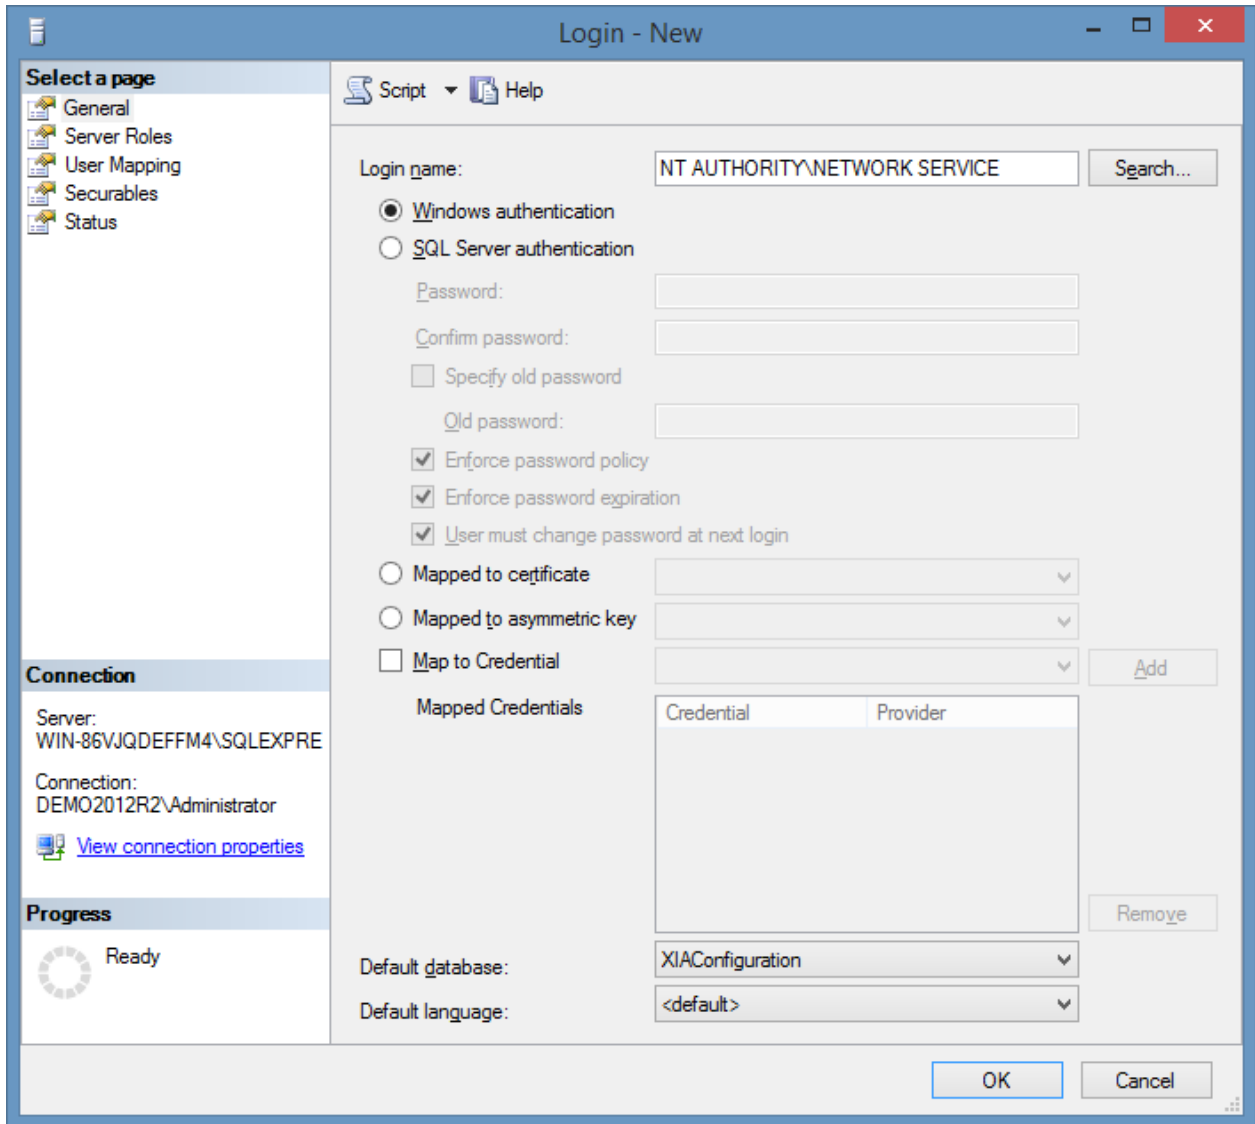 Login - New
Select a page
General
Server Roles
User Mapping
Securables
Status
Script
Help
Login name:
NT AUTHORITY\NETWORK SERVICE
Search...
Windows authentication
SQL Server authentication
Password:
Confirm password:
Specify old password
Old password:
Enforce password policy
Enforce password expiration
User must change password at next login
Mapped to certificate
Mapped to asymmetric key
Map to Credential
Add
Mapped Credentials
Credential
Provider
Remove
Default database:
XIAConfiguration
Default language:
<default>
Connection
Server:
WIN-86VJQDEFFM4\SQLEXPRE
Connection:
DEMO2012R2\Administrator
View connection properties
Progress
Ready
OK
Cancel